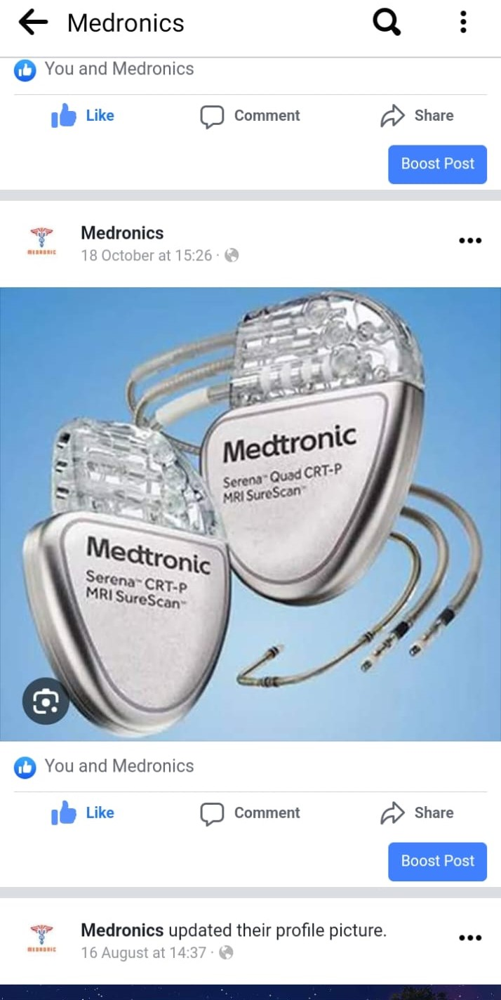 Medronics
You and Medronics
Like Comment Share
Boost Post
Medronics
18 October at 15:26 ·
MEDRONIC
Medtronic
Serena™ Quad CRT-P
MRI SureScan™
Medtronic
Serena™ CRT-P
MRI SureScan™
You and Medronics
Like Comment Share
Boost Post
Medronics updated their profile picture.
16 August at 14:37 ·
MEDRONIC